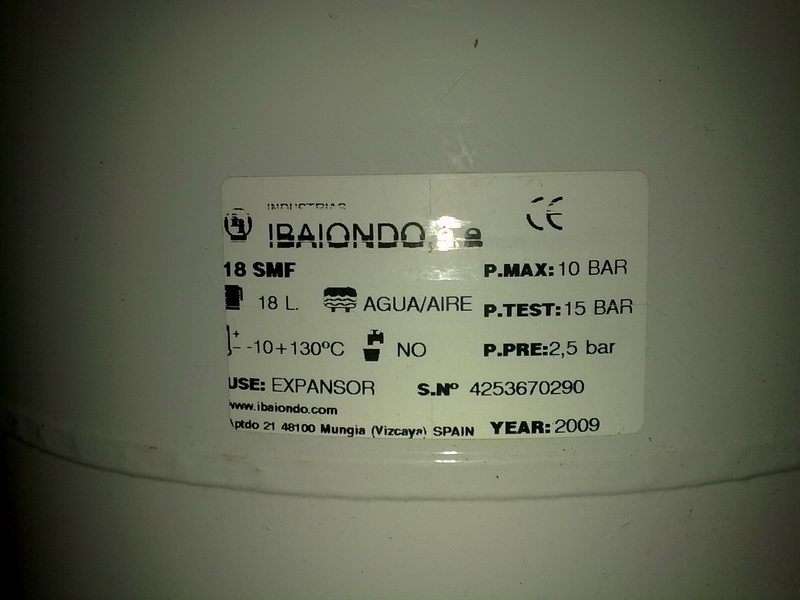 INDUSTRIAS
IBAIONDO, s.a
18 SMF P.MAX: 10 BAR
18 L. AGUA/AIRE P.TEST: 15 BAR
+
- -10+130ºC NO P.PRE: 2,5 bar
USE: EXPANSOR S.Nº 4253670290
www.ibaiondo.com
Aptdo 21 48100 Mungia (Vizcaya) SPAIN YEAR: 2009
CE